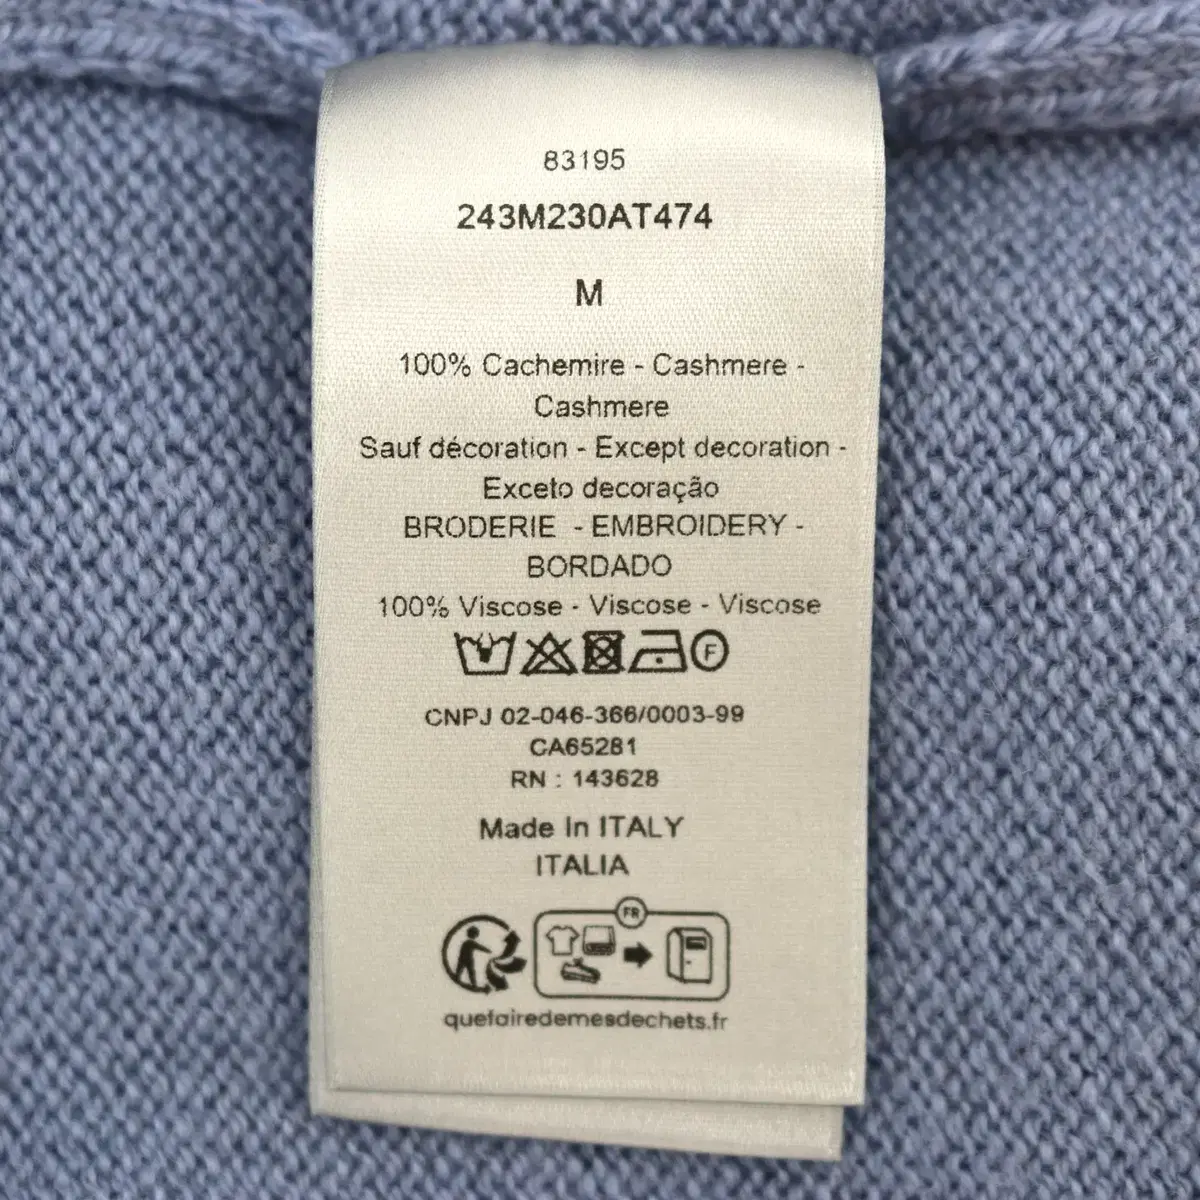 83195
243M230AT474
M
100% Cachemire - Cashmere -
Cashmere
Sauf décoration - Except decoration -
Exceto decoração
BRODERIE - EMBROIDERY -
BORDADO
100% Viscose - Viscose - Viscose
F
CNPJ 02-046-366/0003-99
CA65281
RN : 143628
Made In ITALY
ITALIA
FR
quefairedemesdechets.fr